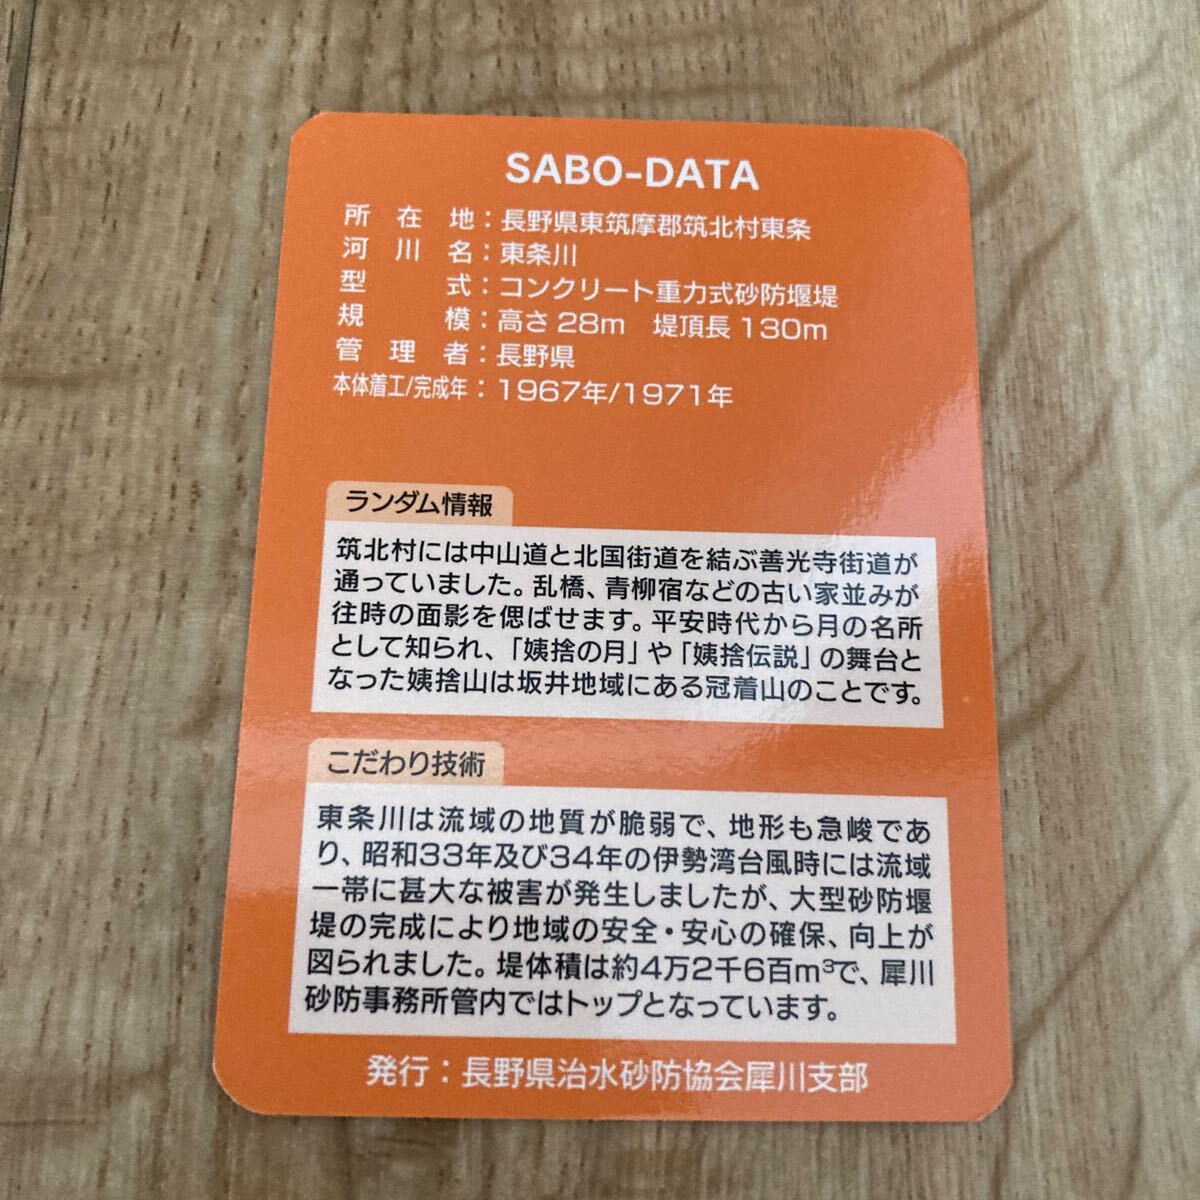 SABO-DATA
所在地：長野県東筑摩郡筑北村東条
河川名：東条川
型式：コンクリート重力式砂防堰堤
規模：高さ28m　堤頂長130m
管理者：長野県
本体着工/完成年：1967年/1971年
ランダム情報
筑北村には中山道と北国街道を結ぶ善光寺街道が
通っていました。乱橋、青柳宿などの古い家並みが
往時の面影を偲ばせます。平安時代から月の名所
として知られ、「姨捨の月」や「姨捨伝説」の舞台と
なった姨捨山は坂井地域にある冠着山のことです。
こだわり技術
東条川は流域の地質が脆弱で、地形も急峻であ
り、昭和33年及び34年の伊勢湾台風時には流域
一帯に甚大な被害が発生しましたが、大型砂防堰
堤の完成により地域の安全・安心の確保、向上が
図られました。堤体積は約4万2千6百m³で、犀川
砂防事務所管内ではトップとなっています。
発行：長野県治水砂防協会犀川支部